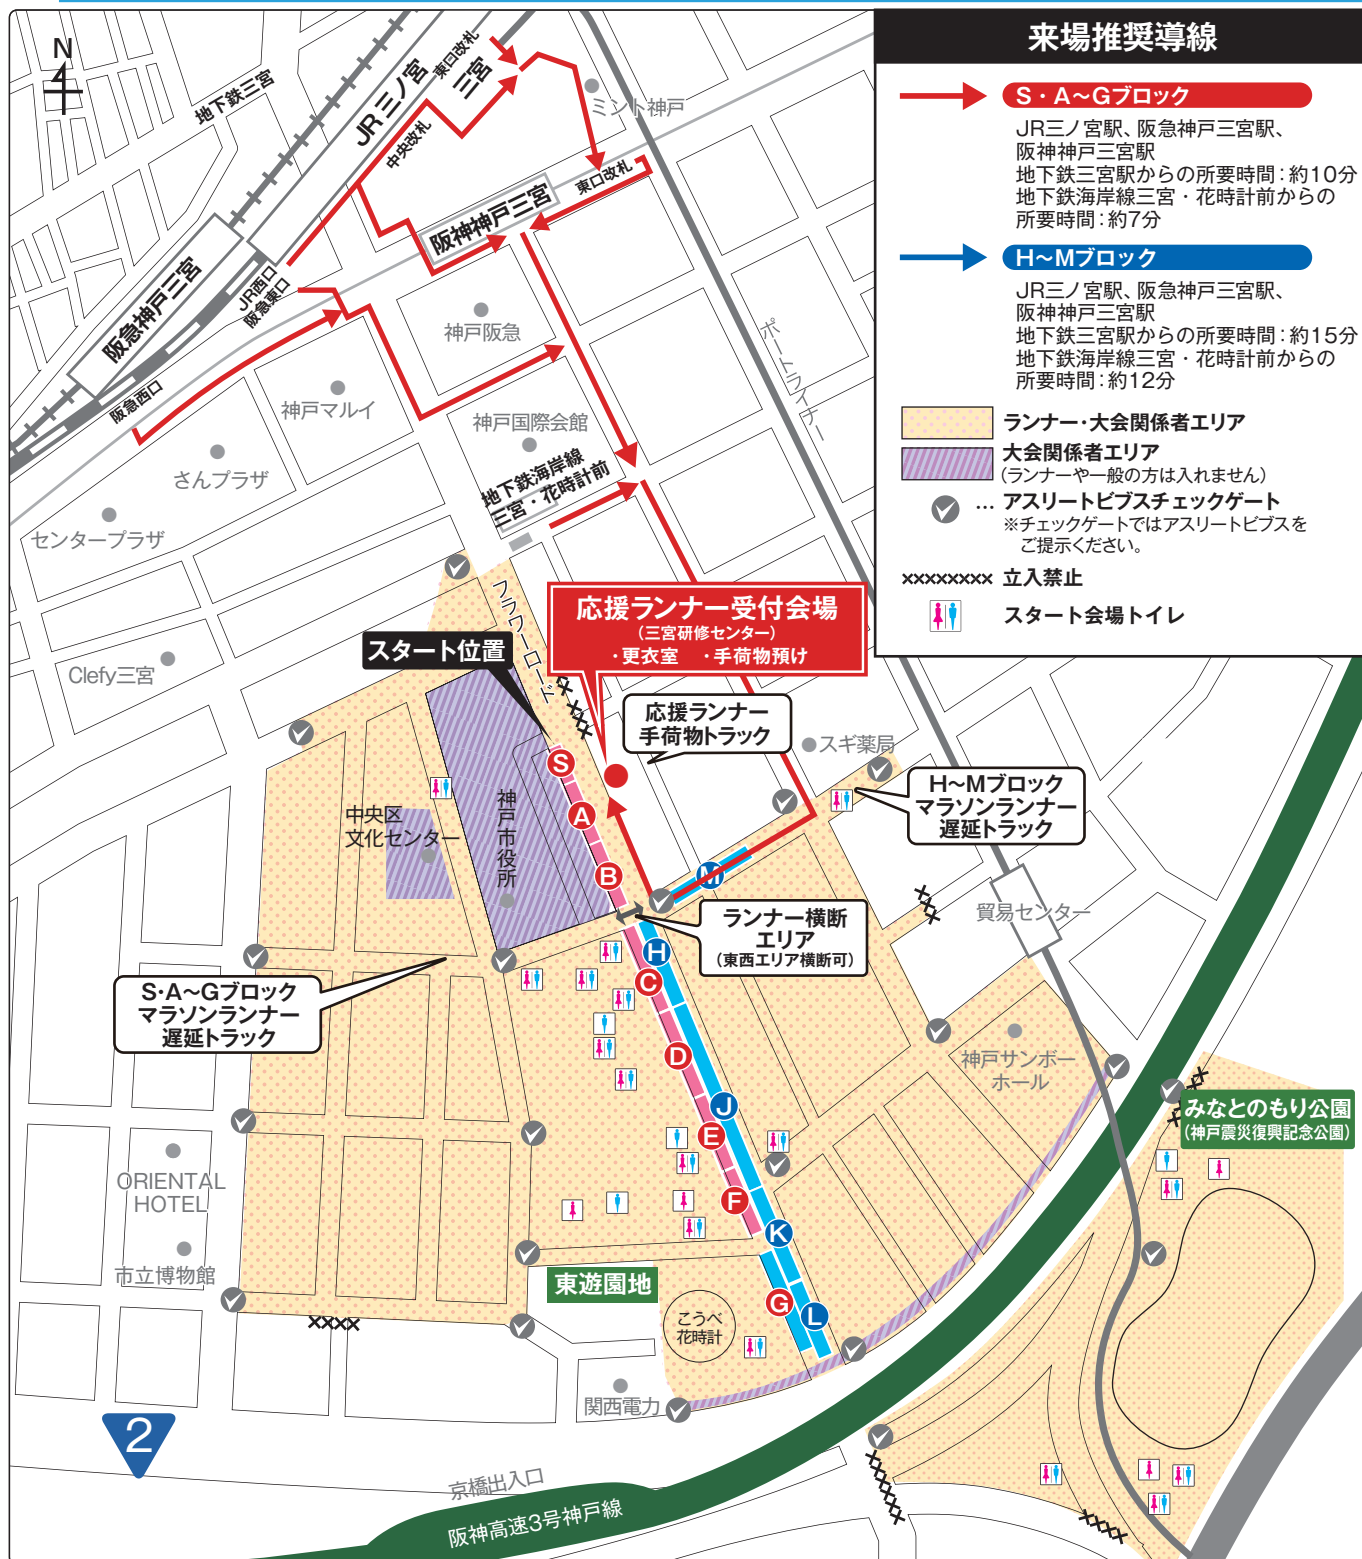 N
来場推奨導線
S・A〜Gブロック
JR三ノ宮駅、阪急神戸三宮駅、
阪神神戸三宮駅
地下鉄三宮駅からの所要時間：約10分
地下鉄海岸線三宮・花時計前からの
所要時間：約7分
H〜Mブロック
JR三ノ宮駅、阪急神戸三宮駅、
阪神神戸三宮駅
地下鉄三宮駅からの所要時間：約15分
地下鉄海岸線三宮・花時計前からの
所要時間：約12分
ランナー・大会関係者エリア
大会関係者エリア
（ランナーや一般の方は入れません）
… アスリートビブスチェックゲート
※チェックゲートではアスリートビブスを
ご提示ください。
立入禁止
スタート会場トイレ
地下鉄三宮
JR三ノ宮
東口改札
三宮
中央改札
ミント神戸
東口改札
阪神神戸三宮
阪急神戸三宮
JR西口
阪急東口
阪急西口
神戸阪急
神戸マルイ
神戸国際会館
ポートライナー
さんプラザ
センタープラザ
地下鉄海岸線
三宮・花時計前
フラワーロード
応援ランナー受付会場
（三宮研修センター）
・更衣室 ・手荷物預け
スタート位置
Clefy三宮
応援ランナー
手荷物トラック
スギ薬局
H〜Mブロック
マラソンランナー
遅延トラック
S
A
B
中央区
文化センター
神戸市役所
M
貿易センター
ランナー横断
エリア
（東西エリア横断可）
H
C
S・A〜Gブロック
マラソンランナー
遅延トラック
D
神戸サンボー
ホール
みなとのもり公園
（神戸震災復興記念公園）
J
E
ORIENTAL
HOTEL
F
K
市立博物館
東遊園地
G
L
こうべ
花時計
関西電力
2
京橋出入口
阪神高速3号神戸線